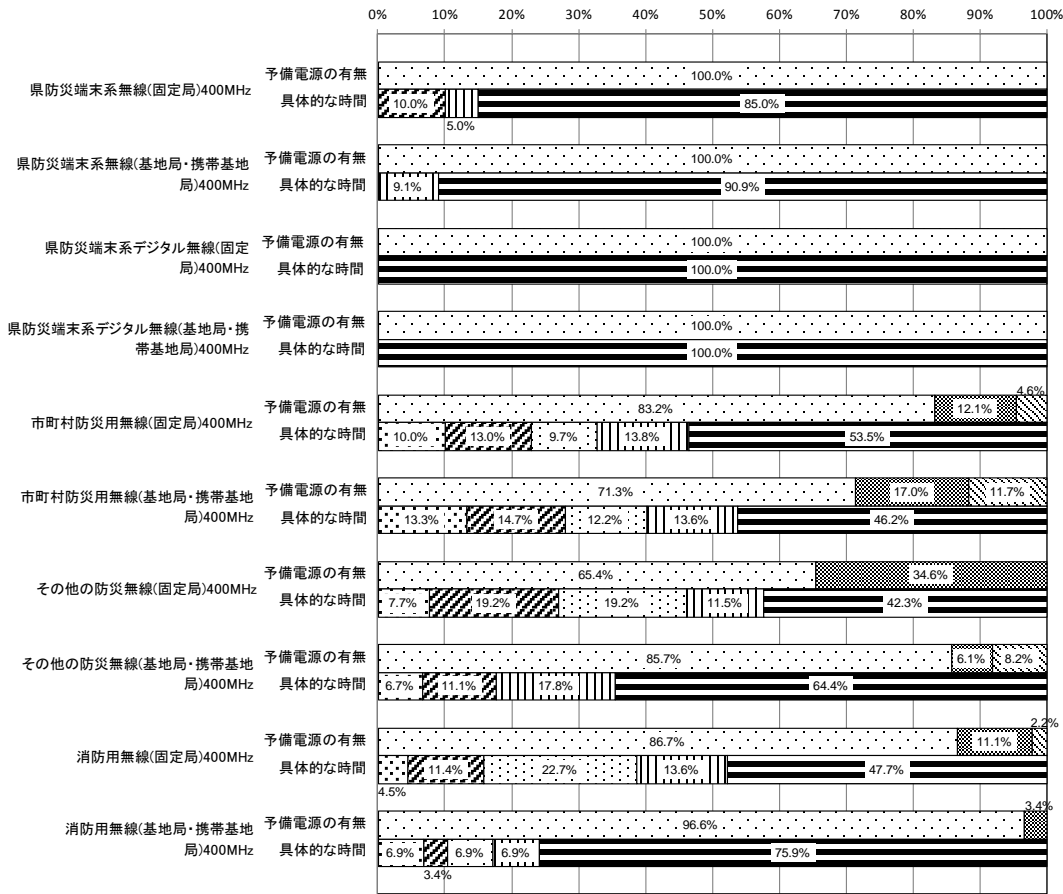 0% 10% 20% 30% 40% 50% 60% 70% 80% 90% 100%
県防災端末系無線(固定局)400MHz
予備電源の有無
100.0%
具体的な時間
10.0% 5.0% 85.0%
県防災端末系無線(基地局・携帯基地
局)400MHz
予備電源の有無
100.0%
具体的な時間
9.1% 90.9%
県防災端末系デジタル無線(固定
局)400MHz
予備電源の有無
100.0%
具体的な時間
100.0%
県防災端末系デジタル無線(基地局・携
帯基地局)400MHz
予備電源の有無
100.0%
具体的な時間
100.0%
市町村防災用無線(固定局)400MHz
予備電源の有無
83.2% 12.1% 4.6%
具体的な時間
10.0% 13.0% 9.7% 13.8% 53.5%
市町村防災用無線(基地局・携帯基地
局)400MHz
予備電源の有無
71.3% 17.0% 11.7%
具体的な時間
13.3% 14.7% 12.2% 13.6% 46.2%
その他の防災無線(固定局)400MHz
予備電源の有無
65.4% 34.6%
具体的な時間
7.7% 19.2% 19.2% 11.5% 42.3%
その他の防災無線(基地局・携帯基地
局)400MHz
予備電源の有無
85.7% 6.1% 8.2%
具体的な時間
6.7% 11.1% 17.8% 64.4%
消防用無線(固定局)400MHz
予備電源の有無
86.7% 11.1% 2.2%
具体的な時間
4.5% 11.4% 22.7% 13.6% 47.7%
消防用無線(基地局・携帯基地
局)400MHz
予備電源の有無
96.6% 3.4%
具体的な時間
6.9% 3.4% 6.9% 6.9% 75.9%